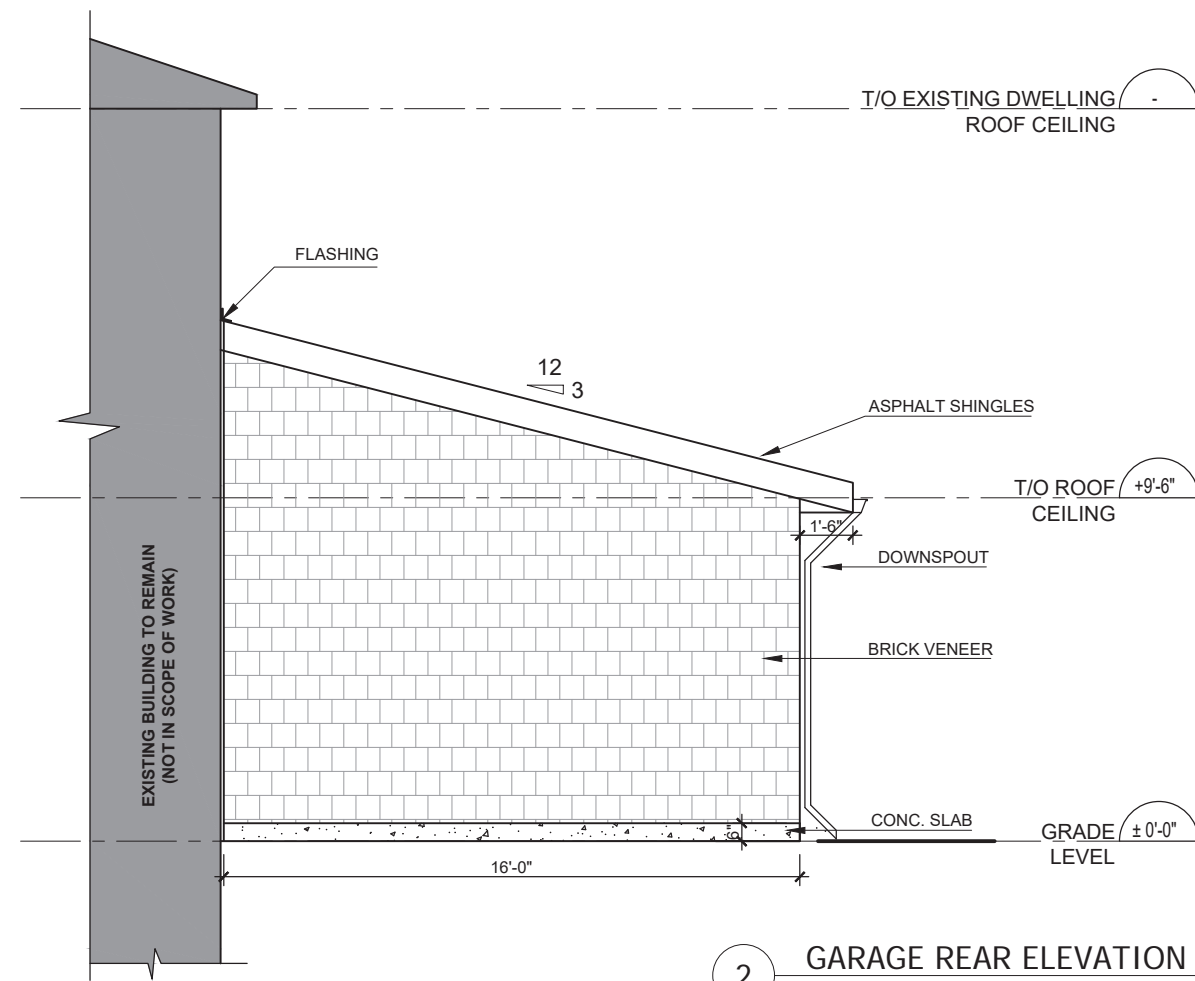 T/O EXISTING DWELLING
ROOF CEILING
-
FLASHING
12
3
ASPHALT SHINGLES
T/O ROOF
CEILING
+9'-6"
1'-6"
DOWNSPOUT
EXISTING BUILDING TO REMAIN
(NOT IN SCOPE OF WORK)
BRICK VENEER
CONC. SLAB
6"
GRADE
LEVEL
± 0'-0"
16'-0"
2
GARAGE REAR ELEVATION